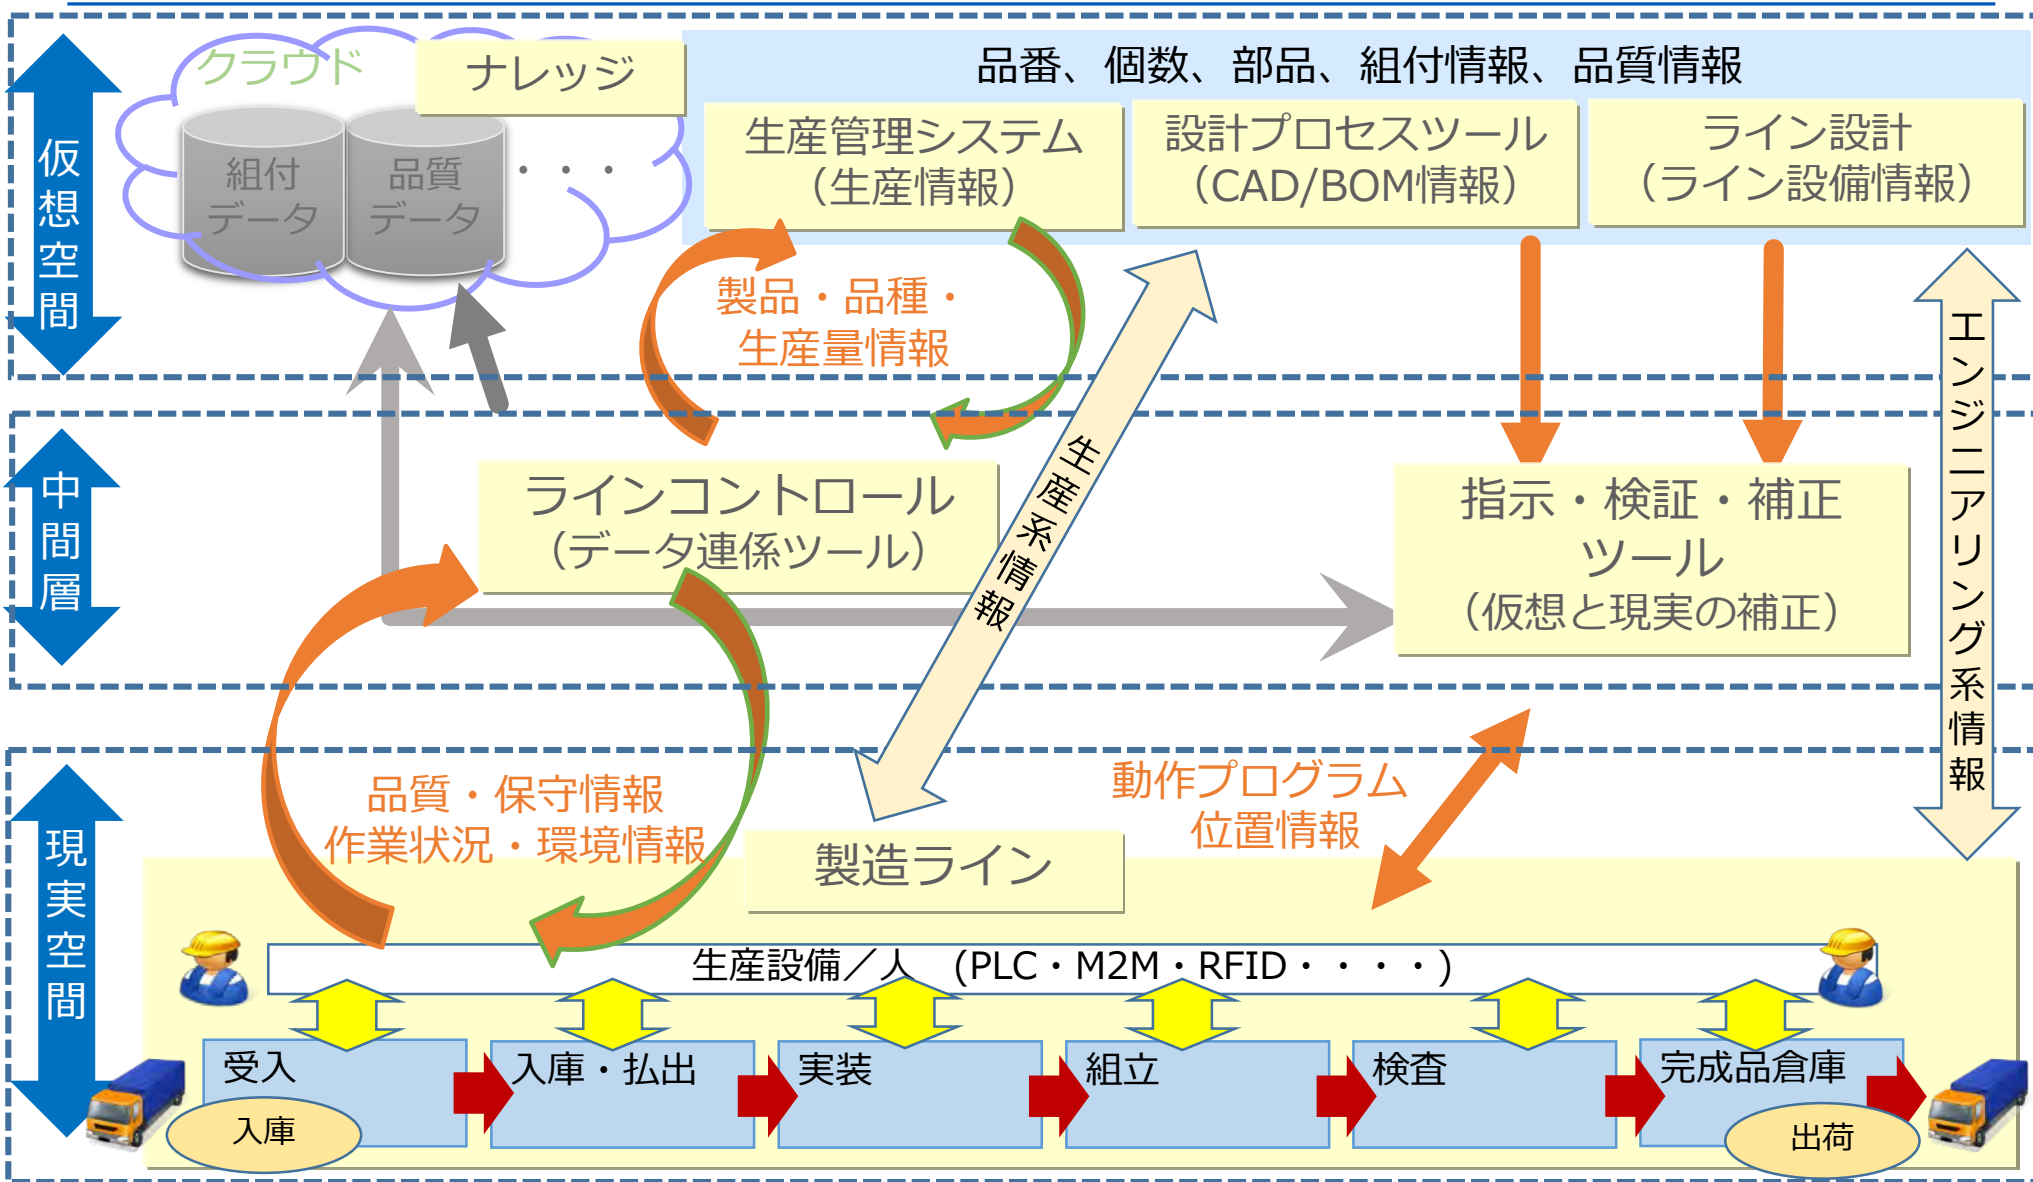 仮想空間
クラウド
ナレッジ
組付
データ
品質
データ
・・・
品番、個数、部品、組付情報、品質情報
生産管理システム
（生産情報）
設計プロセスツール
（CAD/BOM情報）
ライン設計
（ライン設備情報）
製品・品種・
生産量情報
中間層
ラインコントロール
（データ連係ツール）
生産系情報
指示・検証・補正
ツール
（仮想と現実の補正）
エンジニアリング系情報
現実空間
品質・保守情報
作業状況・環境情報
動作プログラム
位置情報
製造ライン
生産設備／人　(PLC・M2M・RFID・・・・)
受入
入庫
入庫・払出
実装
組立
検査
完成品倉庫
出荷